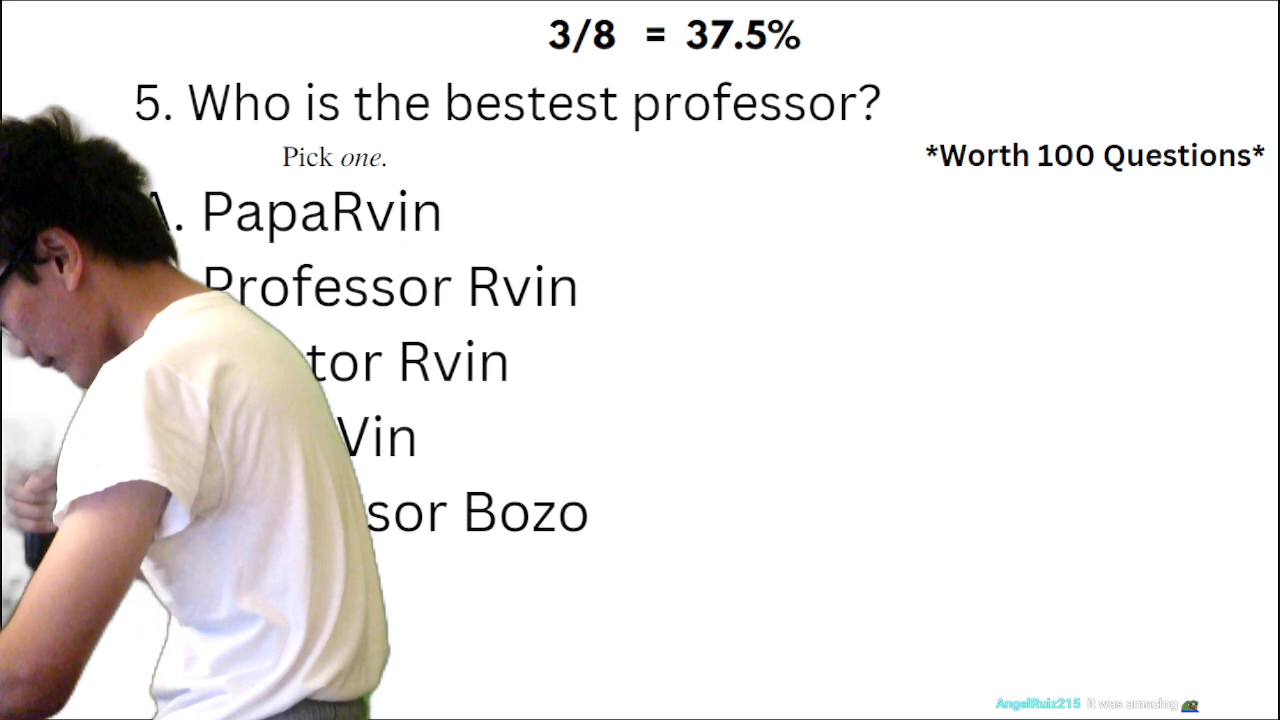 3/8 = 37.5%
5. Who is the bestest professor?
Pick one.
*Worth 100 Questions*
A. PapaRvin
Professor Rvin
tor Rvin
Vin
sor Bozo
AngelRuiz215 it was amazing